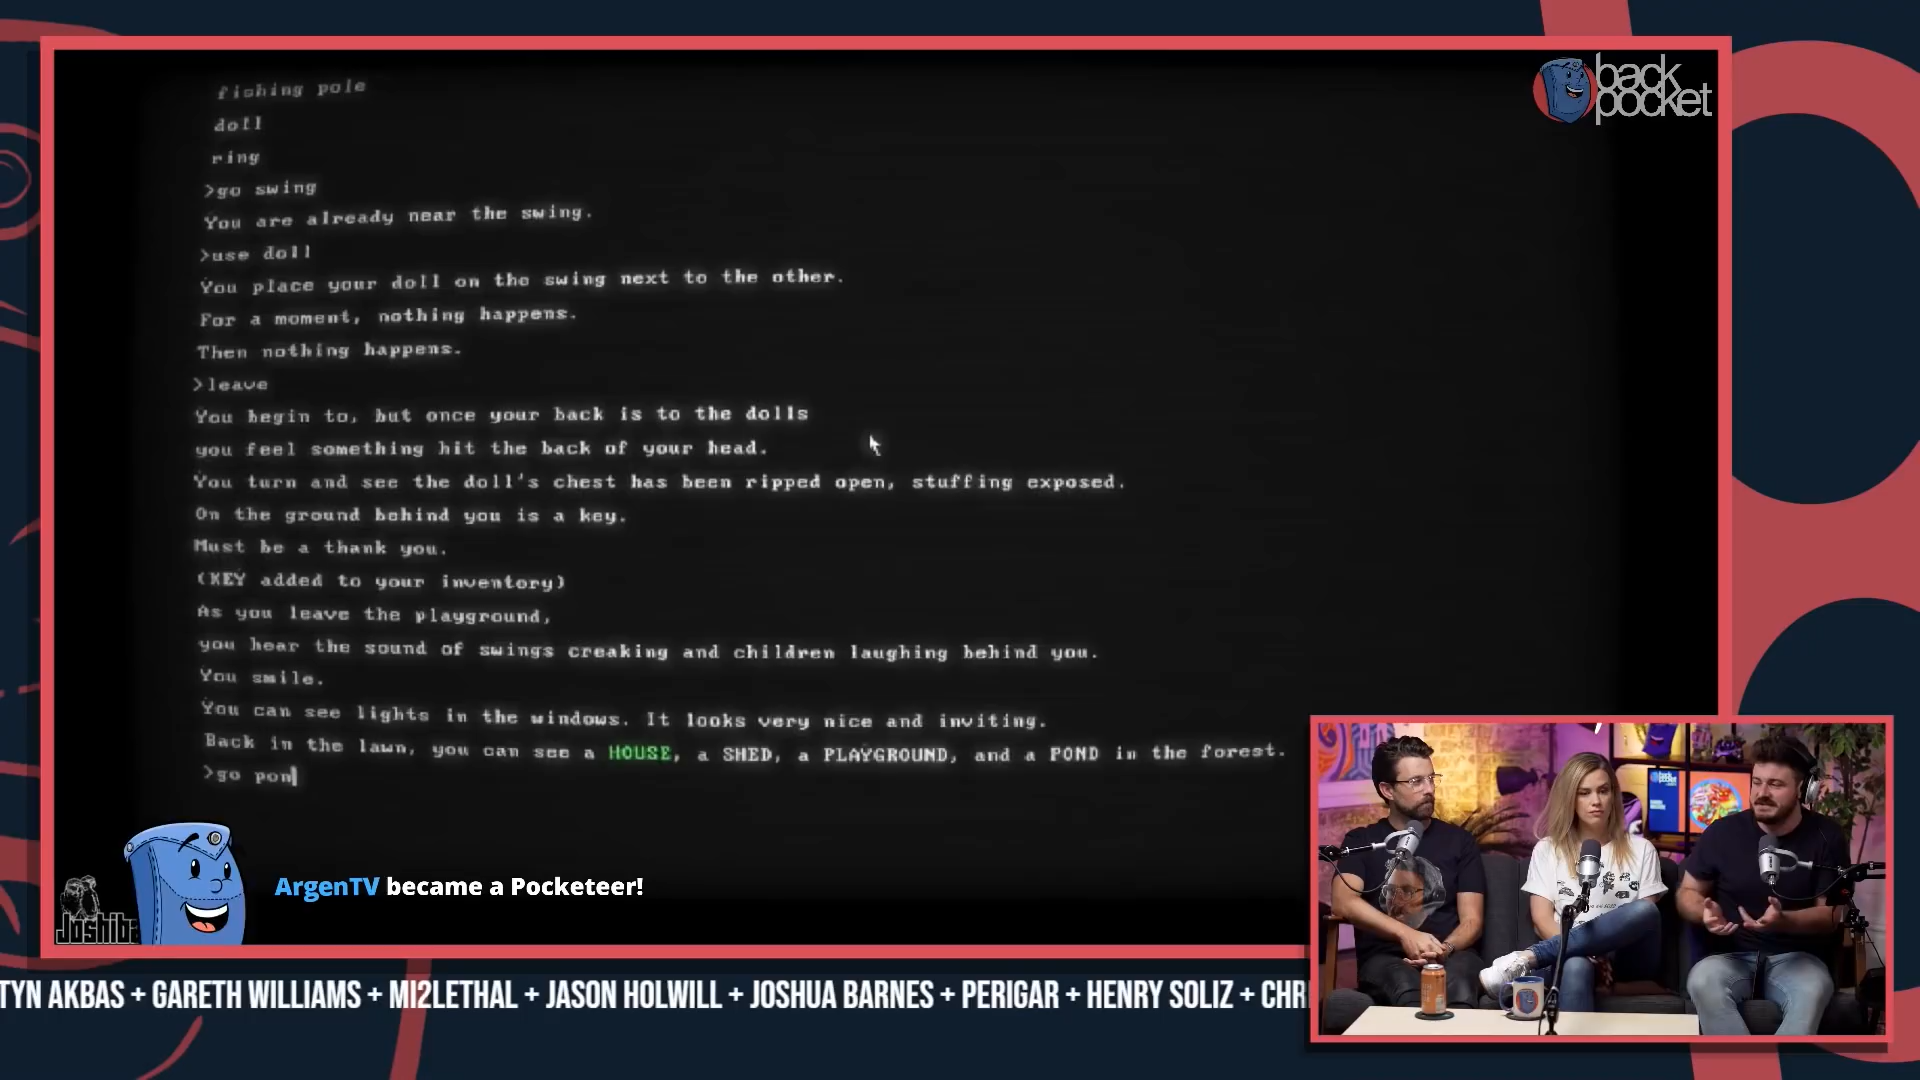 fishing pole
doll
ring
>go swing
You are already near the swing.
>use doll
You place your doll on the swing next to the other.
For a moment, nothing happens.
Then nothing happens.
>leave
You begin to, but once your back is to the dolls
you feel something hit the back of your head.
You turn and see the doll's chest has been ripped open, stuffing exposed.
On the ground behind you is a key.
Must be a thank you.
(KEY added to your inventory)
As you leave the playground,
you hear the sound of swings creaking and children laughing behind you.
You smile.
You can see lights in the windows. It looks very nice and inviting.
Back in the lawn, you can see a HOUSE, a SHED, a PLAYGROUND, and a POND in the forest.
>go pon
back
pocket
ArgenTV became a Pocketeer!
Joshiba
TYN AKBAS + GARETH WILLIAMS + MI2LETHAL + JASON HOLWILL + JOSHUA BARNES + PERIGAR + HENRY SOLIZ + CHR